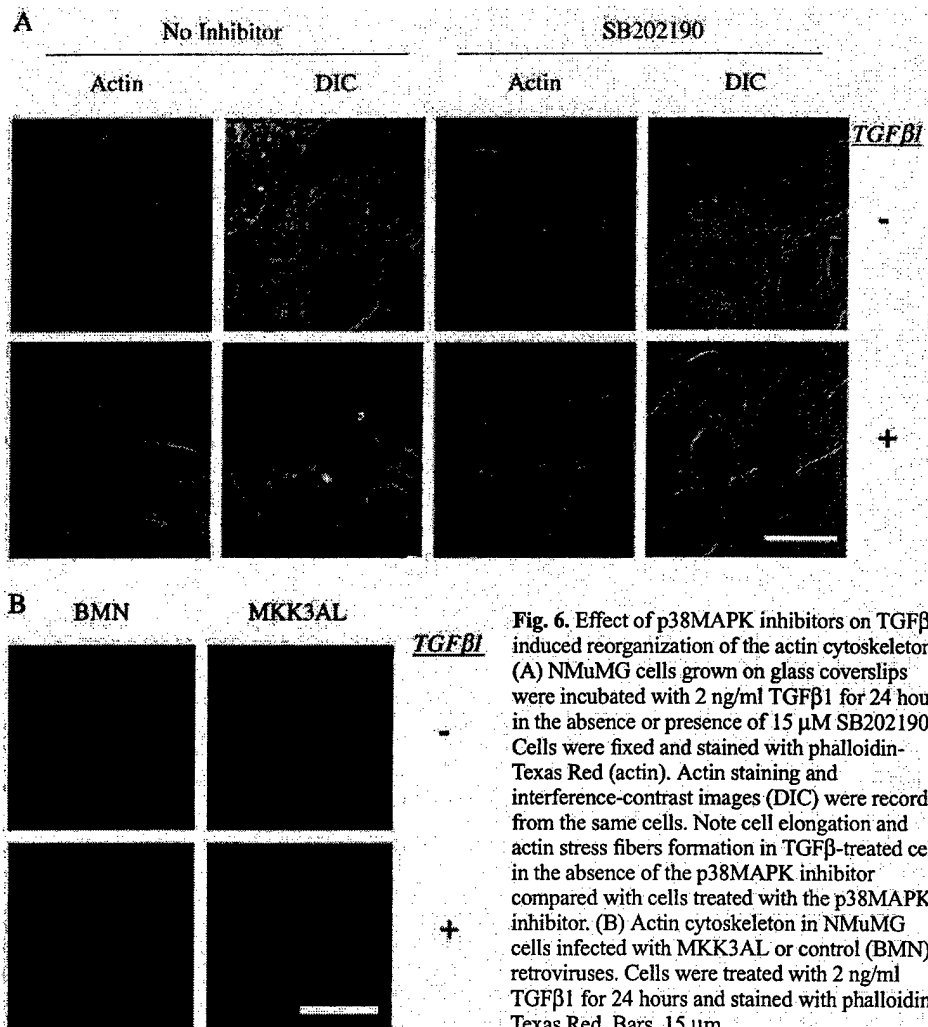 A
No Inhibitor SB202190
Actin DIC Actin DIC
TGFβ1
-
+
B
BMN MKK3AL
TGFβ1
-
+
Fig. 6. Effect of p38MAPK inhibitors on TGFβ
induced reorganization of the actin cytoskeleton
(A) NMuMG cells grown on glass coverslips
were incubated with 2 ng/ml TGFβ1 for 24 hou
in the absence or presence of 15 μM SB202190
Cells were fixed and stained with phalloidin-
Texas Red (actin). Actin staining and
interference-contrast images (DIC) were record
from the same cells. Note cell elongation and
actin stress fibers formation in TGFβ-treated ce
in the absence of the p38MAPK inhibitor
compared with cells treated with the p38MAPK
inhibitor. (B) Actin cytoskeleton in NMuMG
cells infected with MKK3AL or control (BMN)
retroviruses. Cells were treated with 2 ng/ml
TGFβ1 for 24 hours and stained with phalloidin
Texas Red. Bars, 15 μm